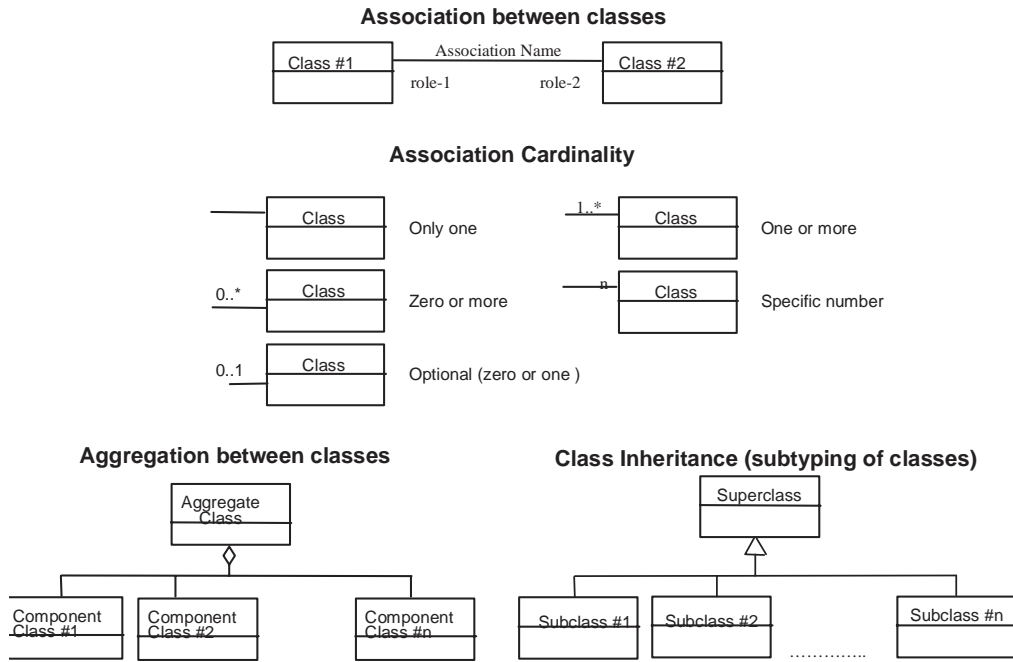 Association between classes
Association Name
Class #1
Class #2
role-1
role-2
Association Cardinality
Class
Only one
1..*
Class
One or more
0..*
Class
Zero or more
n
Class
Specific number
0..1
Class
Optional (zero or one )
Aggregation between classes
Aggregate
Class
Component
Class #1
Component
Class #2
Component
Class #n
Class Inheritance (subtyping of classes)
Superclass
Subclass #1
Subclass #2
.............
Subclass #n